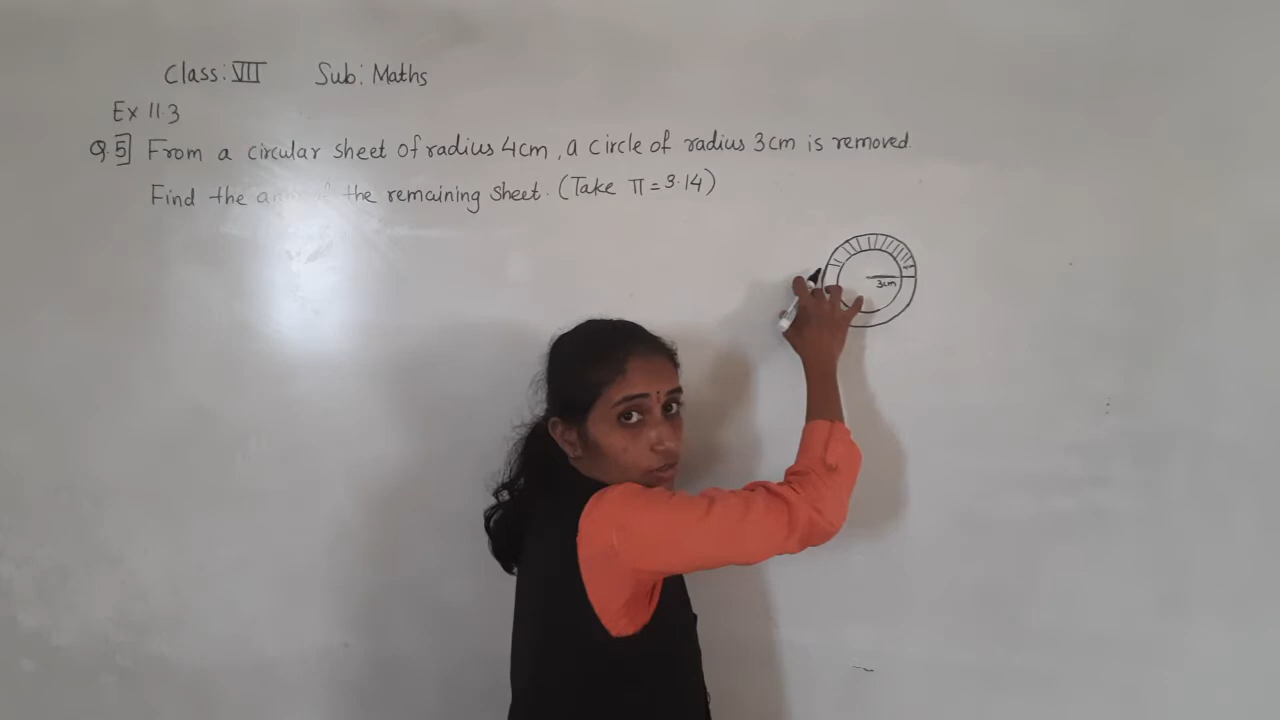 Class: VII Sub: Maths
Ex 11.3
Q.5] From a circular sheet of radius 4cm, a circle of radius 3cm is removed.
Find the the remaining sheet. (Take π = 3.14)
3cm